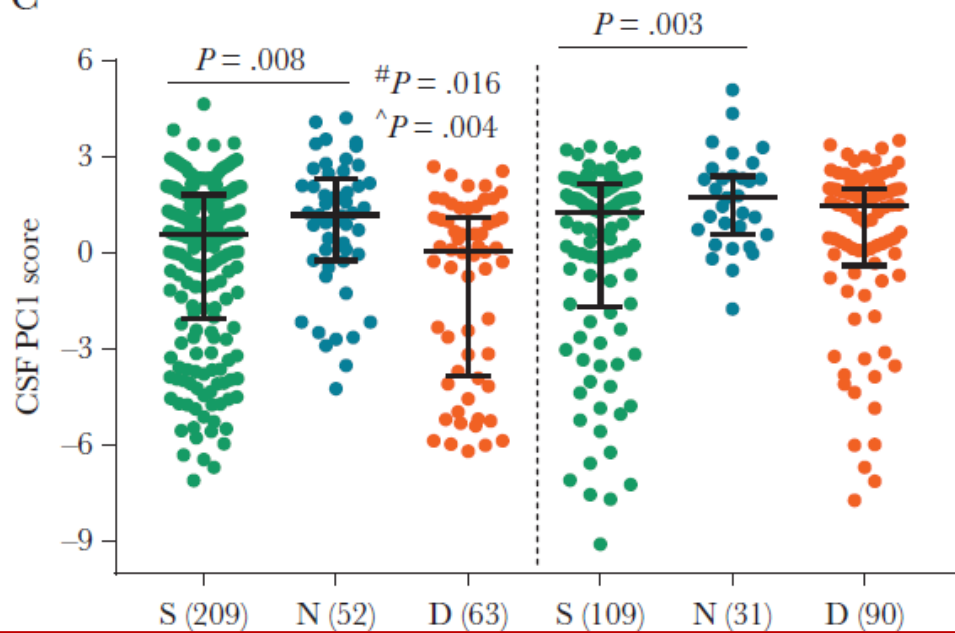 C
P = .003
P = .008
#P = .016
^P = .004
CSF PC1 score
6
3
0
–3
–6
–9
S (209) N (52) D (63) S (109) N (31) D (90)